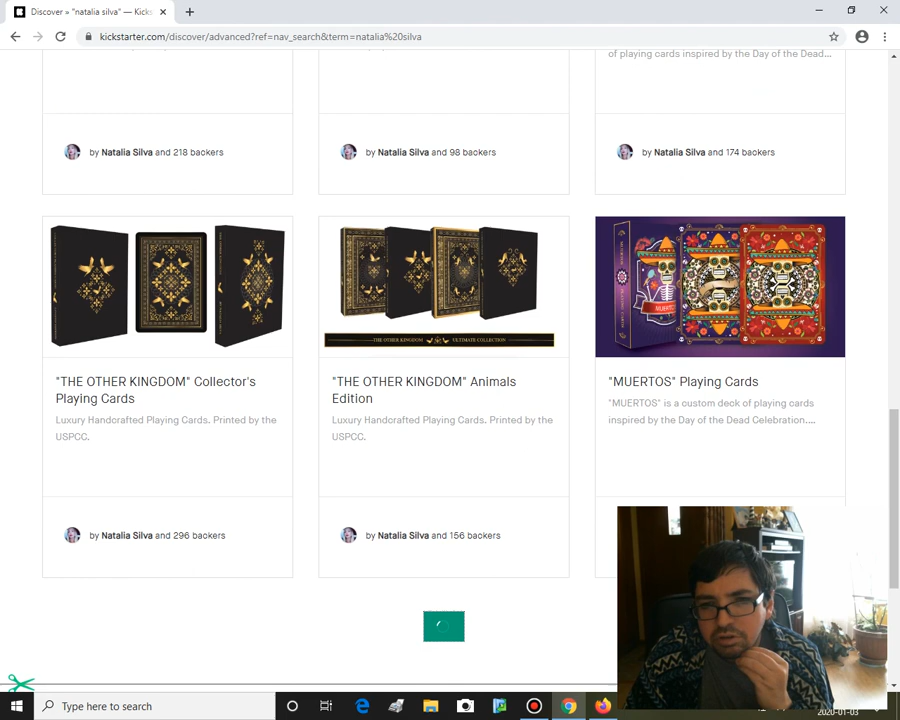 Discover » "natalia silva" — Kicks
kickstarter.com/discover/advanced?ref=nav_search&term=natalia%20silva
of playing cards inspired by the Day of the Dead...
by Natalia Silva and 218 backers
by Natalia Silva and 98 backers
by Natalia Silva and 174 backers
THE OTHER KINGDOM
ULTIMATE COLLECTION
"THE OTHER KINGDOM" Collector's
Playing Cards
Luxury Handcrafted Playing Cards. Printed by the
USPCC.
"THE OTHER KINGDOM" Animals
Edition
Luxury Handcrafted Playing Cards. Printed by the
USPCC.
"MUERTOS" Playing Cards
"MUERTOS" is a custom deck of playing cards
inspired by the Day of the Dead Celebration....
by Natalia Silva and 296 backers
by Natalia Silva and 156 backers
Type here to search
2020-01-03